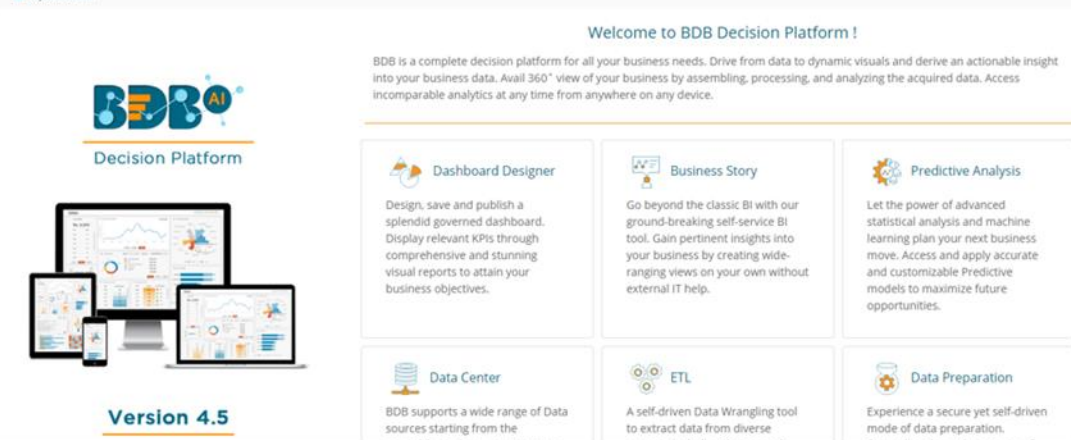 BDB AI
Decision Platform
Version 4.5
Welcome to BDB Decision Platform !
BDB is a complete decision platform for all your business needs. Drive from data to dynamic visuals and derive an actionable insight
into your business data. Avail 360° view of your business by assembling, processing, and analyzing the acquired data. Access
incomparable analytics at any time from anywhere on any device.
Dashboard Designer
Design, save and publish a
splendid governed dashboard.
Display relevant KPIs through
comprehensive and stunning
visual reports to attain your
business objectives.
Business Story
Go beyond the classic BI with our
ground-breaking self-service BI
tool. Gain pertinent insights into
your business by creating wide-
ranging views on your own without
external IT help.
Predictive Analysis
Let the power of advanced
statistical analysis and machine
learning plan your next business
move. Access and apply accurate
and customizable Predictive
models to maximize future
opportunities.
Data Center
BDB supports a wide range of Data
sources starting from the
ETL
A self-driven Data Wrangling tool
to extract data from diverse
Data Preparation
Experience a secure yet self-driven
mode of data preparation.